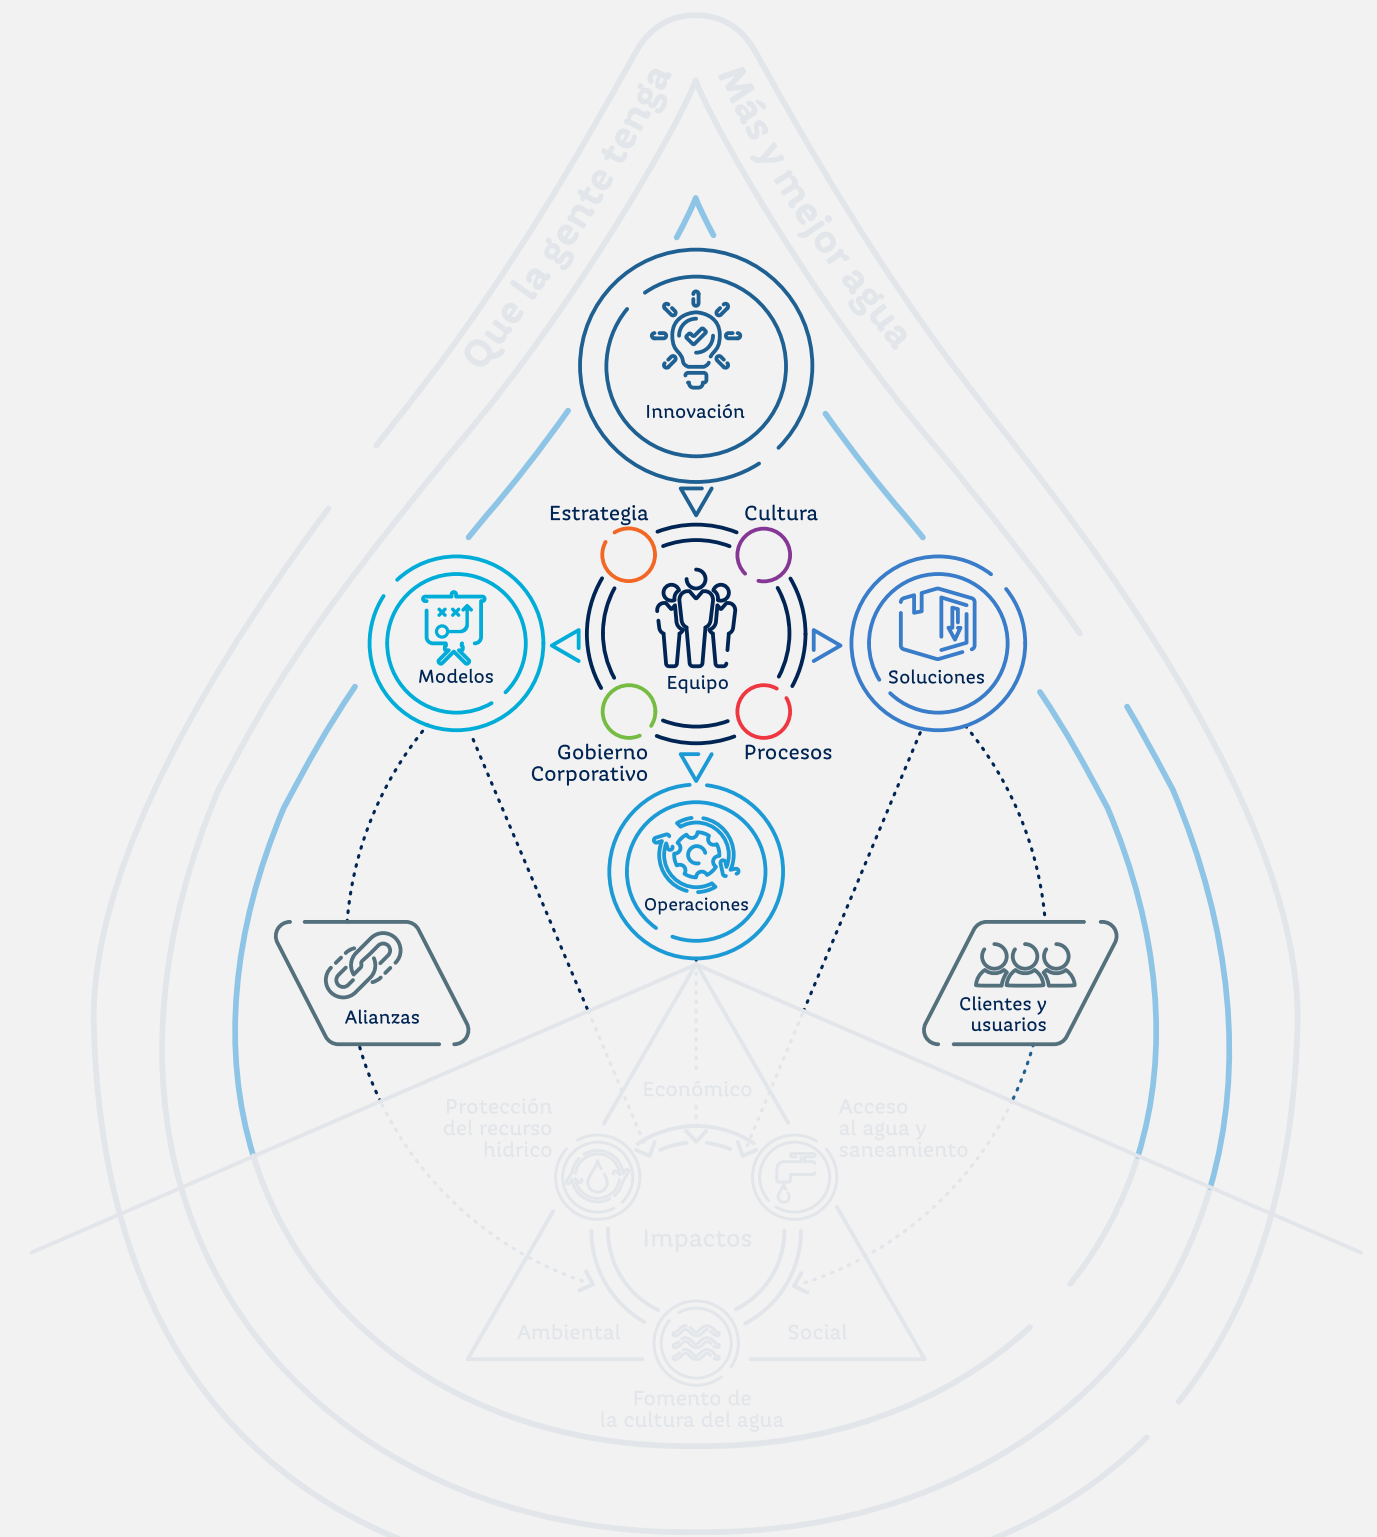 Que la gente tenga
Más y mejor agua
Innovación
Estrategia
Cultura
Modelos
Equipo
Soluciones
Gobierno
Corporativo
Procesos
Operaciones
Alianzas
Clientes y
usuarios
Económico
Protección
del recurso
hídrico
Acceso
al agua y
saneamiento
Impactos
Ambiental
Social
Fomento de
la cultura del agua